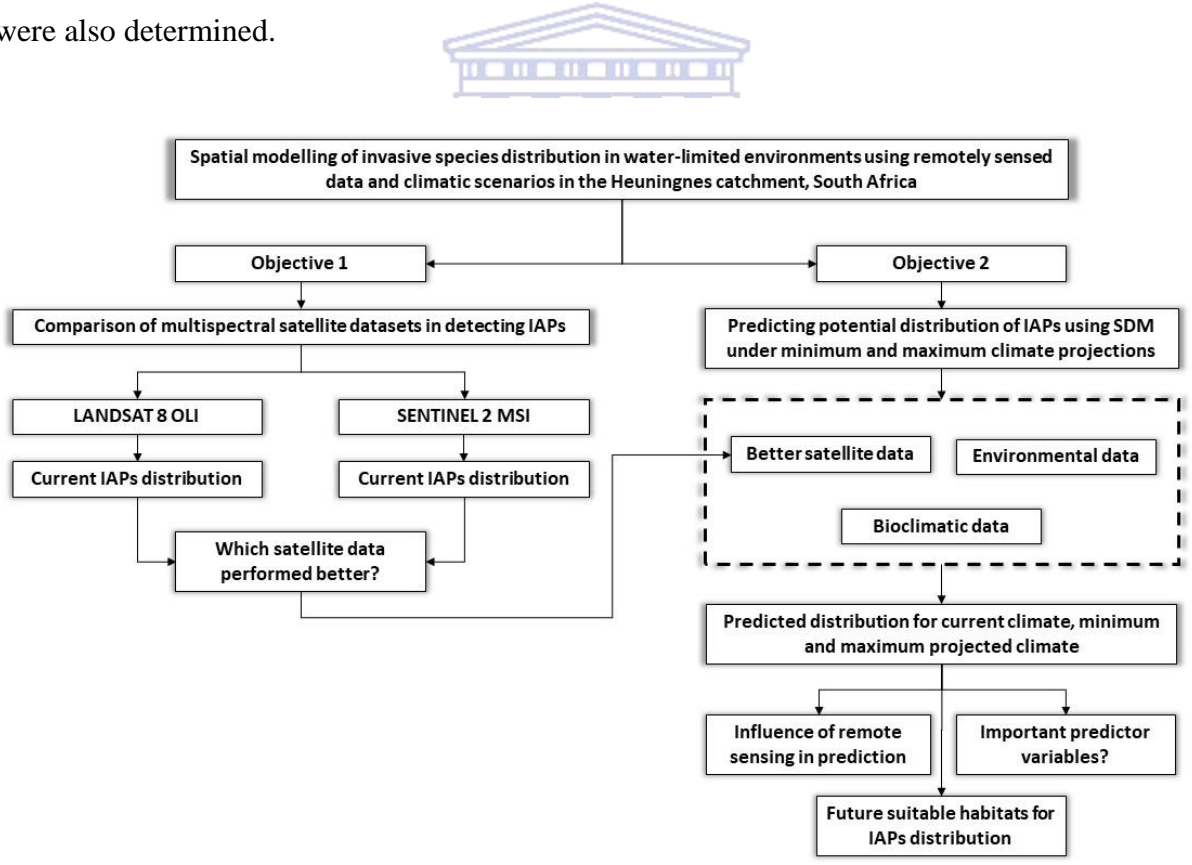 were also determined.
Spatial modelling of invasive species distribution in water-limited environments using remotely sensed
data and climatic scenarios in the Heuningnes catchment, South Africa
Objective 1
Objective 2
Comparison of multispectral satellite datasets in detecting IAPs
Predicting potential distribution of IAPs using SDM
under minimum and maximum climate projections
LANDSAT 8 OLI
SENTINEL 2 MSI
Current IAPs distribution
Current IAPs distribution
Which satellite data
performed better?
Better satellite data
Environmental data
Bioclimatic data
Predicted distribution for current climate, minimum
and maximum projected climate
Influence of remote
sensing in prediction
Important predictor
variables?
Future suitable habitats for
IAPs distribution